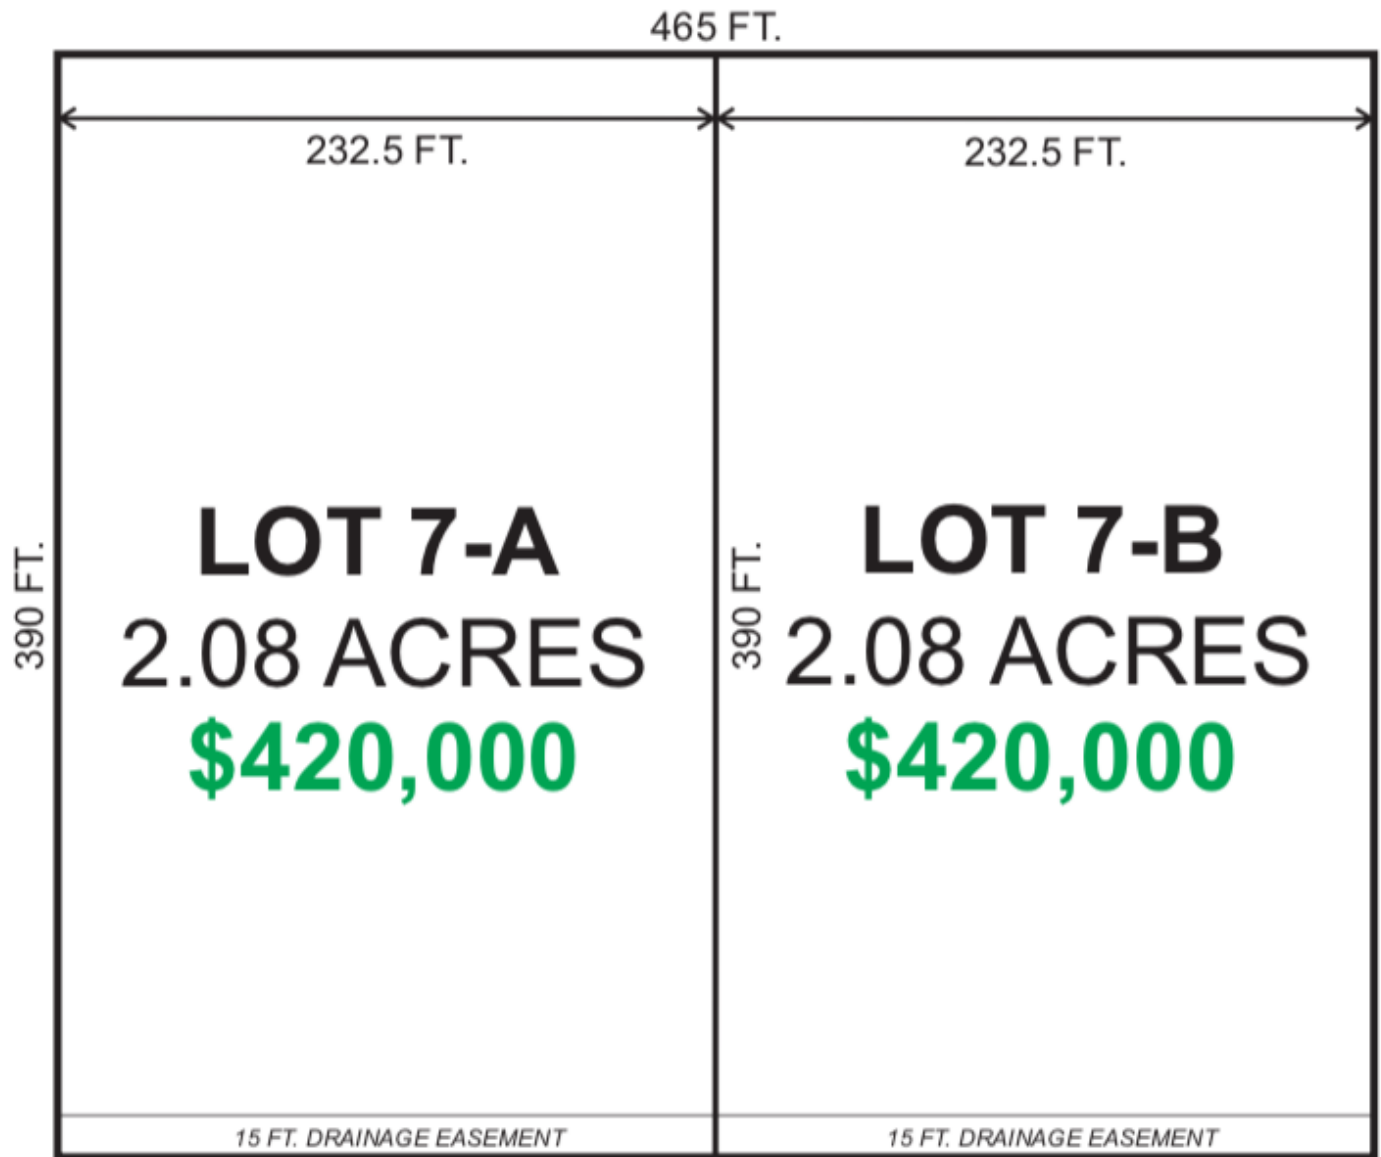 465 FT.
232.5 FT.
232.5 FT.
390 FT.
LOT 7-A
2.08 ACRES
$420,000
390 FT.
LOT 7-B
2.08 ACRES
$420,000
15 FT. DRAINAGE EASEMENT
15 FT. DRAINAGE EASEMENT